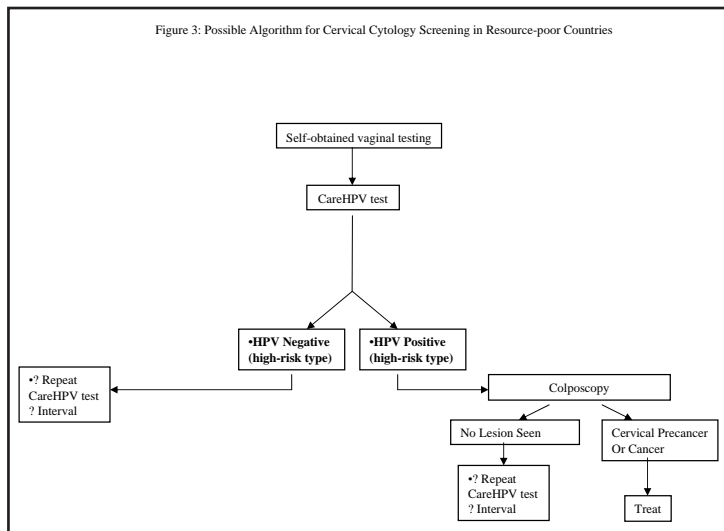 Figure 3: Possible Algorithm for Cervical Cytology Screening in Resource-poor Countries
Self-obtained vaginal testing
CareHPV test
•HPV Negative
(high-risk type)
•HPV Positive
(high-risk type)
•? Repeat
CareHPV test
? Interval
Colposcopy
No Lesion Seen
Cervical Precancer
Or Cancer
•? Repeat
CareHPV test
? Interval
Treat